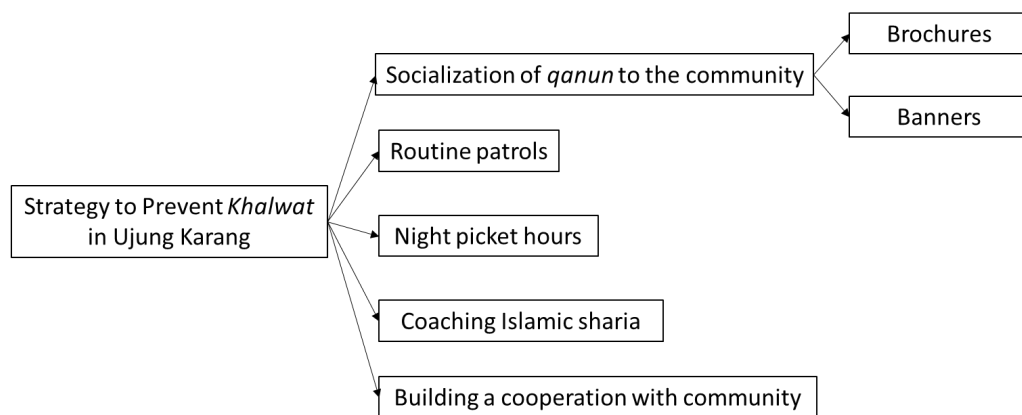 Strategy to Prevent Khalwat
in Ujung Karang
Socialization of qanun to the community
Brochures
Banners
Routine patrols
Night picket hours
Coaching Islamic sharia
Building a cooperation with community